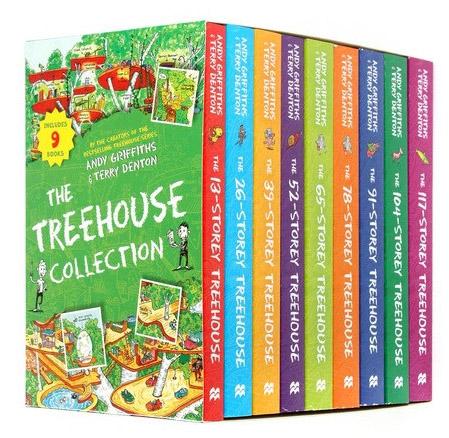 INCLUDES
9
BOOKS
BY THE CREATORS OF THE
BESTSELLING TREEHOUSE SERIES
ANDY GRIFFITHS
& TERRY DENTON
THE
TREEHOUSE
COLLECTION
ANDY GRIFFITHS
& TERRY DENTON
THE 13-STOREY TREEHOUSE
ANDY GRIFFITHS
& TERRY DENTON
THE 26-STOREY TREEHOUSE
ANDY GRIFFITHS
& TERRY DENTON
THE 39-STOREY TREEHOUSE
ANDY GRIFFITHS
& TERRY DENTON
THE 52-STOREY TREEHOUSE
ANDY GRIFFITHS
& TERRY DENTON
THE 65-STOREY TREEHOUSE
ANDY GRIFFITHS
& TERRY DENTON
THE 78-STOREY TREEHOUSE
ANDY GRIFFITHS
& TERRY DENTON
THE 91-STOREY TREEHOUSE
ANDY GRIFFITHS
& TERRY DENTON
THE 104-STOREY TREEHOUSE
ANDY GRIFFITHS
& TERRY DENTON
THE 117-STOREY TREEHOUSE